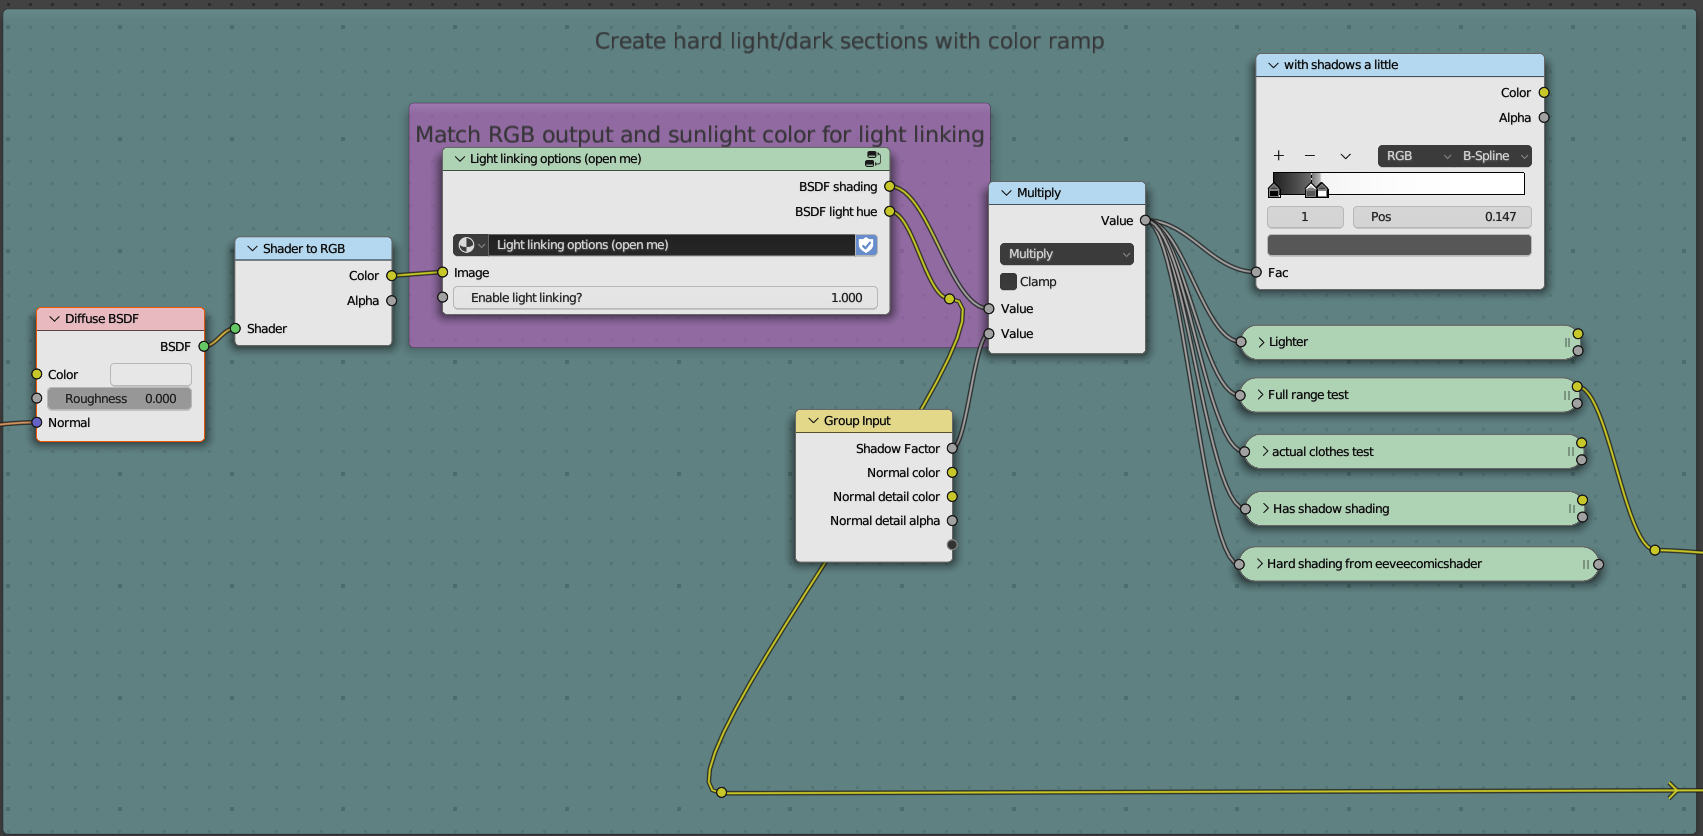 Create hard light/dark sections with color ramp
Match RGB output and sunlight color for light linking
Diffuse BSDF
BSDF
Color
Roughness 0.000
Normal
Shader to RGB
Color
Alpha
Shader
Light linking options (open me)
BSDF shading
BSDF light hue
Light linking options (open me)
Image
Enable light linking? 1.000
Group Input
Shadow Factor
Normal color
Normal detail color
Normal detail alpha
Multiply
Value
Multiply
Clamp
Value
Value
with shadows a little
Color
Alpha
RGB B-Spline
1 Pos 0.147
Fac
Lighter
Full range test
actual clothes test
Has shadow shading
Hard shading from eeveecomicshader